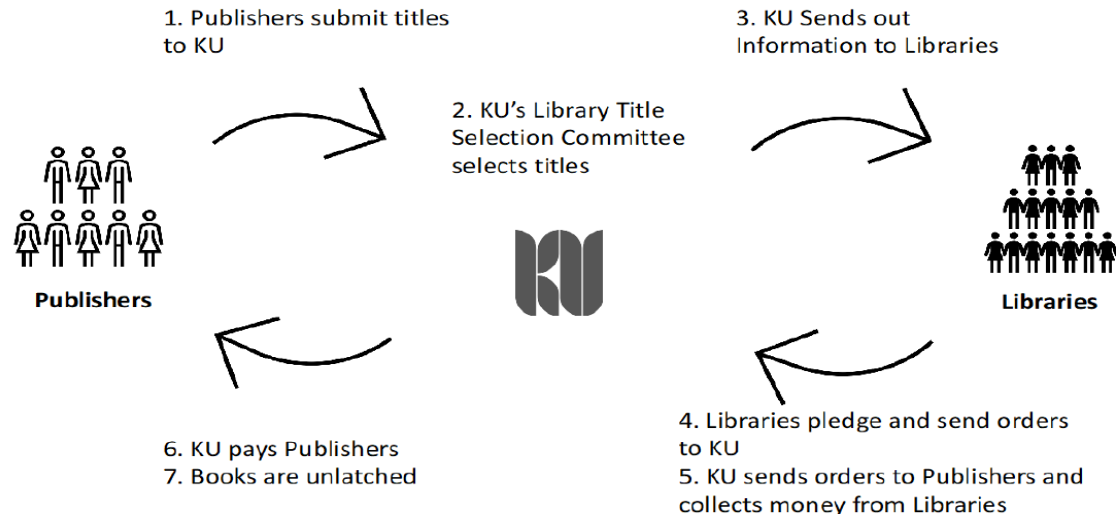 1. Publishers submit titles
to KU
3. KU Sends out
Information to Libraries
2. KU's Library Title
Selection Committee
selects titles
Publishers
KU
Libraries
6. KU pays Publishers
7. Books are unlatched
4. Libraries pledge and send orders
to KU
5. KU sends orders to Publishers and
collects money from Libraries